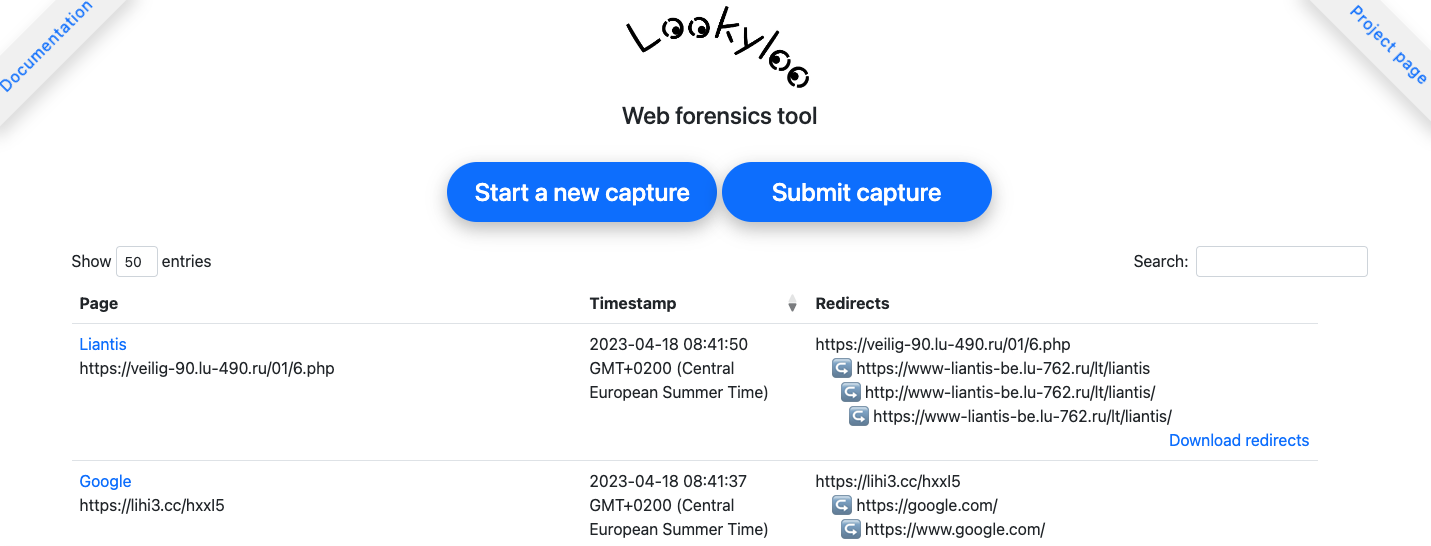 Documentation
Lookyloo
Project page
Web forensics tool
Start a new capture
Submit capture
Show 50 entries
Search:
Page
Timestamp
Redirects
Liantis
https://veilig-90.lu-490.ru/01/6.php
2023-04-18 08:41:50
GMT+0200 (Central
European Summer Time)
https://veilig-90.lu-490.ru/01/6.php
https://www-liantis-be.lu-762.ru/lt/liantis
http://www-liantis-be.lu-762.ru/lt/liantis/
https://www-liantis-be.lu-762.ru/lt/liantis/
Download redirects
Google
https://lihi3.cc/hxxI5
2023-04-18 08:41:37
GMT+0200 (Central
European Summer Time)
https://lihi3.cc/hxxI5
https://google.com/
https://www.google.com/